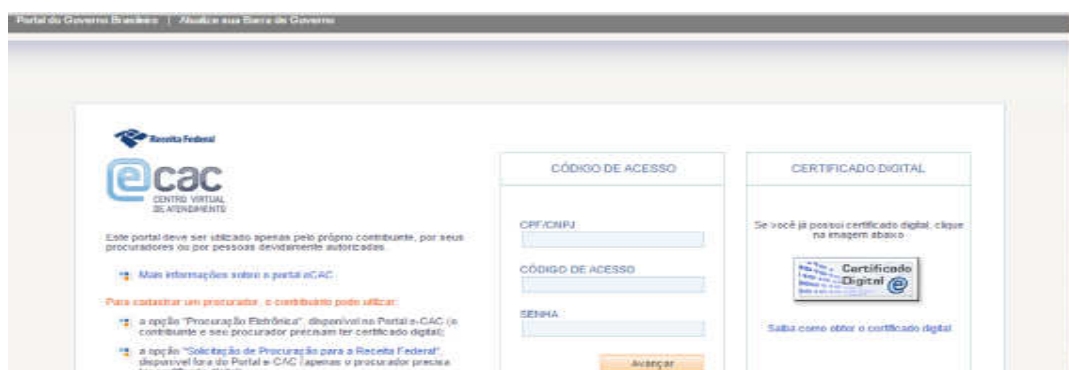 Portal do Governo Brasileiro | Atualize sua Barra de Governo
Receita Federal
ecac
CENTRO VIRTUAL
DE ATENDIMENTO
Este portal deve ser utilizado apenas pelo próprio contribuinte, por seus
procuradores ou por pessoas devidamente autorizadas.
Mais informações sobre o portal eCAC
Para cadastrar um procurador, o contribuinte pode utilizar:
a opção "Procuração Eletrônica", disponível no Portal e-CAC (o
contribuinte e seu procurador precisam ter certificado digital);
a opção "Solicitação de Procuração para a Receita Federal",
disponível fora do Portal e-CAC (apenas o procurador precisa
CÓDIGO DE ACESSO
CPF/CNPJ
CÓDIGO DE ACESSO
SENHA
Avançar
CERTIFICADO DIGITAL
Se você já possui certificado digital, clique
na imagem abaixo
Certificado
Digital
Saiba como obter o certificado digital